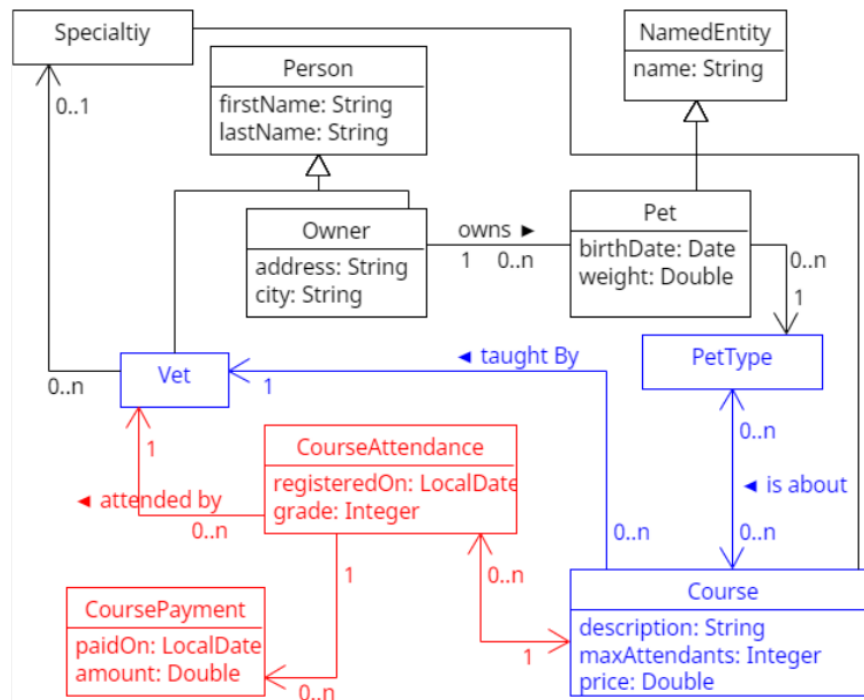 Specialtiy
NamedEntity
name: String
Person
firstName: String
lastName: String
0..1
Owner
address: String
city: String
owns ►
1 0..n
Pet
birthDate: Date
weight: Double
0..n
1
PetType
Vet
0..n
◄ taught By
1
0..n
◄ is about
0..n
0..n
CourseAttendance
registeredOn: LocalDate
grade: Integer
1
◄ attended by
0..n
1
0..n
1
CoursePayment
paidOn: LocalDate
amount: Double
0..n
Course
description: String
maxAttendants: Integer
price: Double